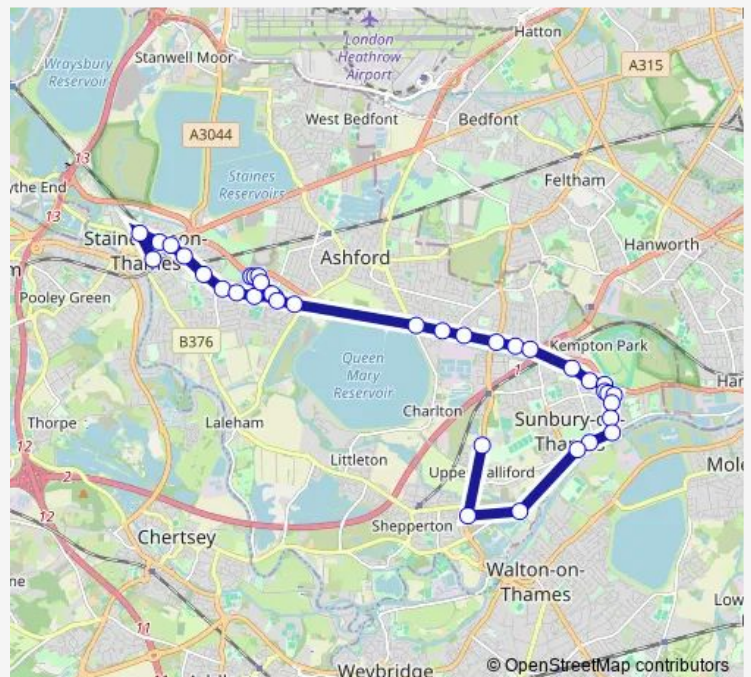 Hatton
Stanwell Moor
London
Heathrow
Airport
Wraysbury
Reservoir
A315
A3044
West Bedfont
Bedfont
13
Staines
Reservoirs
Feltham
ythe End
13
Staines-on-
Thames
Ashford
Hanworth
m
Pooley Green
B376
Queen
Mary
Reservoir
Kempton Park
1
Har
Charlton
Sunbury-on-
Thames
Thorpe
Laleham
12
Littleton
Upper Halliford
Mole
2
12
Shepperton
Chertsey
Walton-on-
Thames
ne
Low
11
Weybridge
© OpenStreetMap contributors